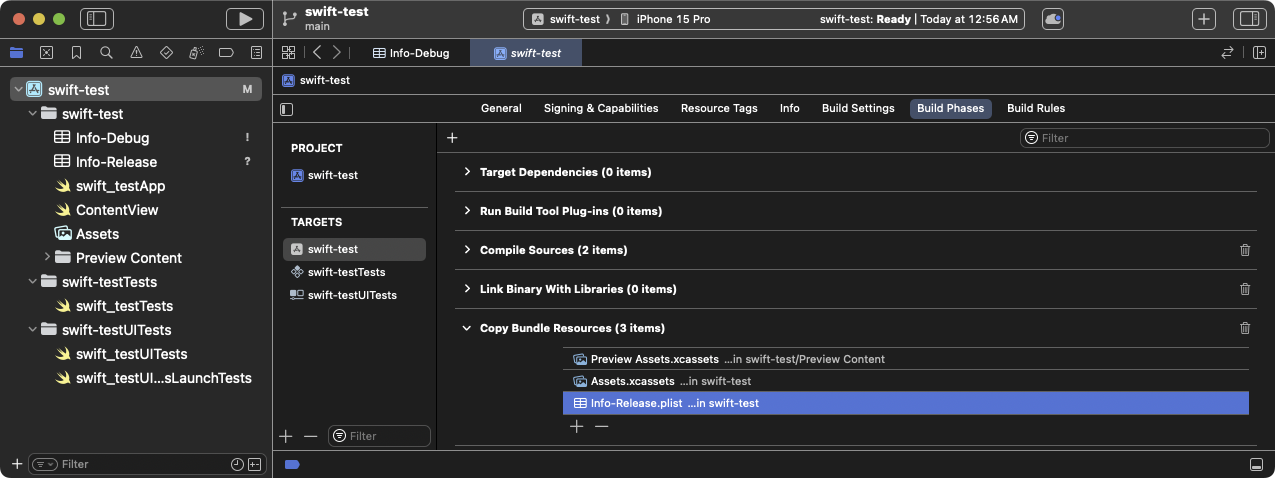 swift-test
main
swift-test 〉 iPhone 15 Pro
swift-test: Ready | Today at 12:56 AM
Info-Debug
swift-test
swift-test
General Signing & Capabilities Resource Tags Info Build Settings Build Phases Build Rules
swift-test M
swift-test
Info-Debug !
Info-Release ?
swift_testApp
ContentView
Assets
Preview Content
swift-testTests
swift_testTests
swift-testUITests
swift_testUITests
swift_testUI...sLaunchTests
Filter
PROJECT
swift-test
TARGETS
swift-test
swift-testTests
swift-testUITests
Filter
Filter
Target Dependencies (0 items)
Run Build Tool Plug-ins (0 items)
Compile Sources (2 items)
Link Binary With Libraries (0 items)
Copy Bundle Resources (3 items)
Preview Assets.xcassets ...in swift-test/Preview Content
Assets.xcassets ...in swift-test
Info-Release.plist ...in swift-test